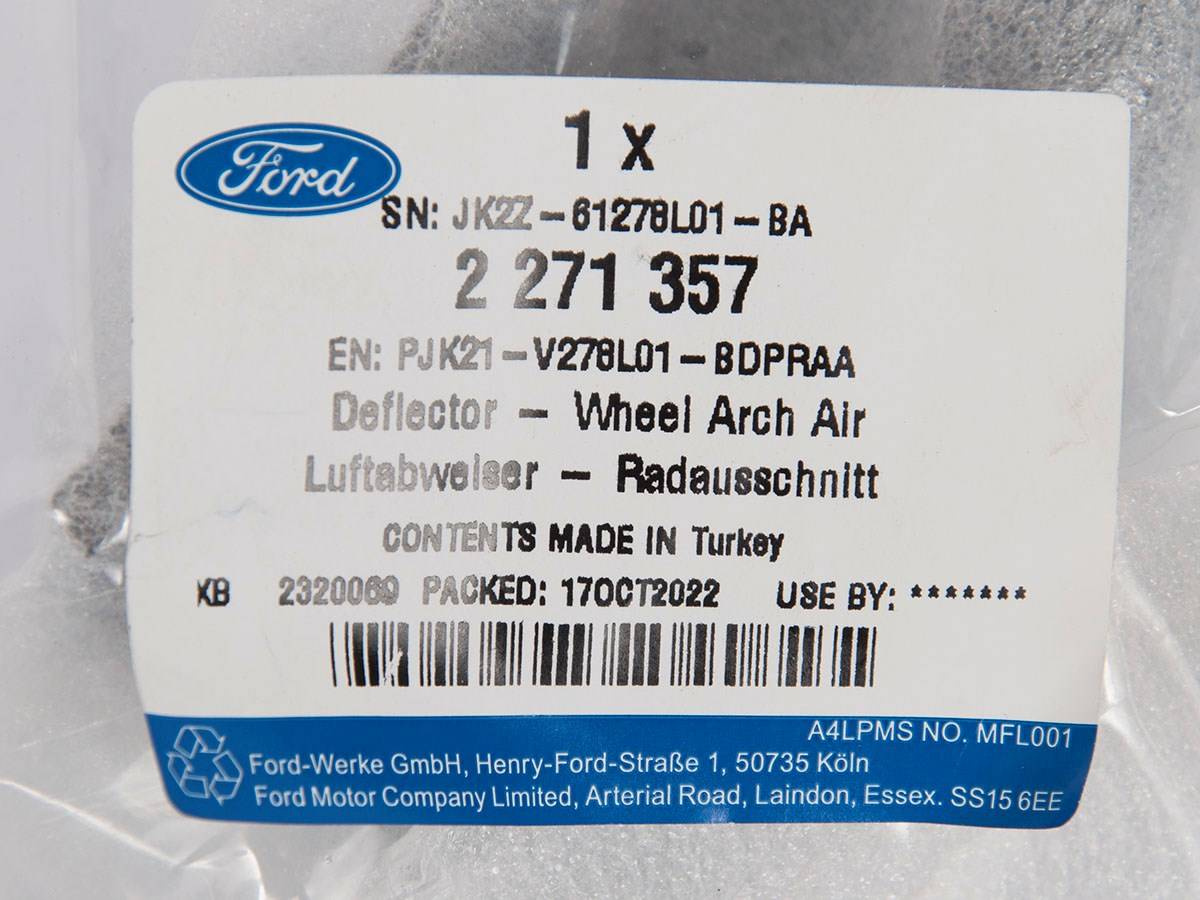 1 x
Ford
SN: JK2Z-61278L01-BA
2 271 357
EN: PJK21-V278L01-BDPRAA
Deflector - Wheel Arch Air
Luftabweiser - Radausschnitt
CONTENTS MADE IN Turkey
KB 2320069 PACKED: 17OCT2022 USE BY: *******
A4LPMS NO. MFL001
Ford-Werke GmbH, Henry-Ford-Straße 1, 50735 Köln
Ford Motor Company Limited, Arterial Road, Laindon, Essex. SS15 6EE